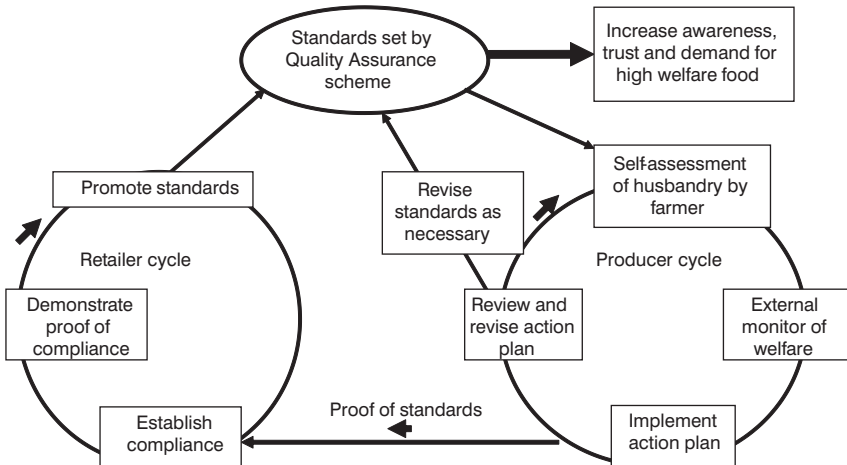 Standards set by
Quality Assurance
scheme
Increase awareness,
trust and demand for
high welfare food
Promote standards
Revise
standards as
necessary
Self-assessment
of husbandry by
farmer
Retailer cycle
Producer cycle
Demonstrate
proof of
compliance
Review and
revise action
plan
External
monitor of
welfare
Proof of standards
Establish
compliance
Implement
action plan